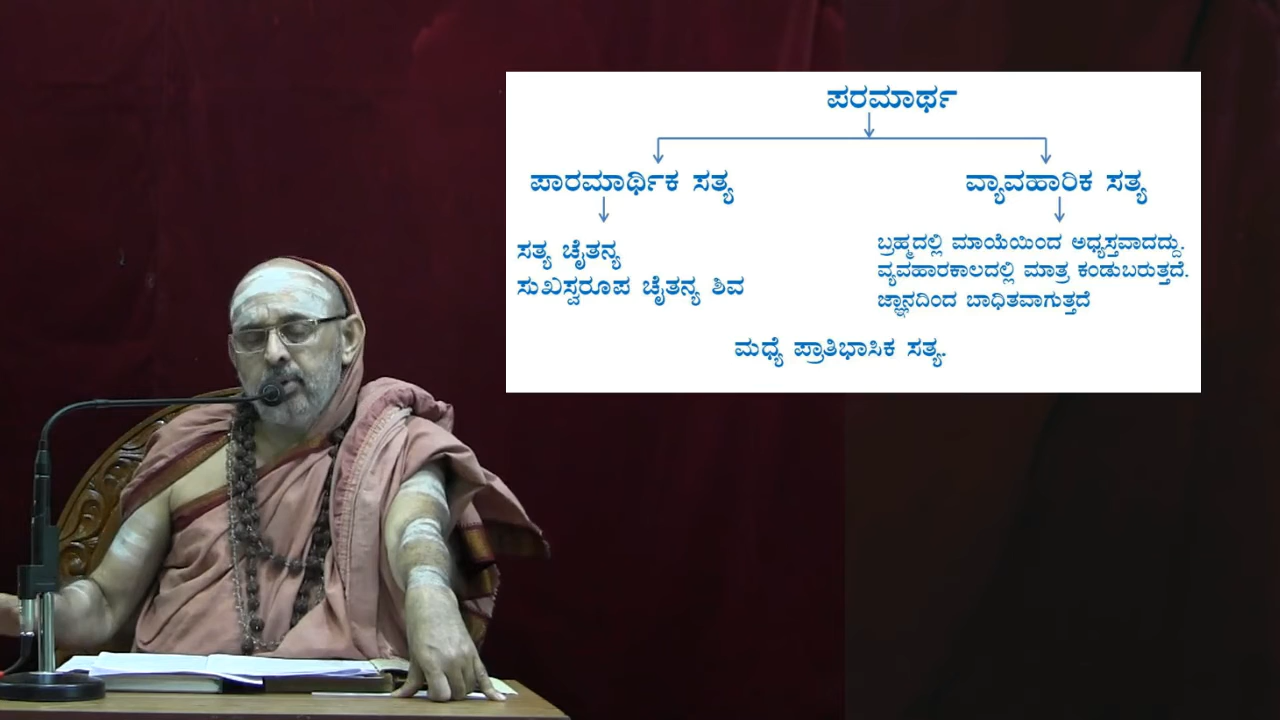 ಪರಮಾರ್ಥ
ಪಾರಮಾರ್ಥಿಕ ಸತ್ಯ
ವ್ಯಾವಹಾರಿಕ ಸತ್ಯ
ಸತ್ಯ ಚೈತನ್ಯ
ಸುಖಸ್ವರೂಪ ಚೈತನ್ಯ ಶಿವ
ಬ್ರಹ್ಮದಲ್ಲಿ ಮಾಯೆಯಿಂದ ಅಧ್ಯಸ್ತವಾದದ್ದು.
ವ್ಯವಹಾರಕಾಲದಲ್ಲಿ ಮಾತ್ರ ಕಂಡುಬರುತ್ತದೆ.
ಜ್ಞಾನದಿಂದ ಬಾಧಿತವಾಗುತ್ತದೆ
ಮಧ್ಯೆ ಪ್ರಾತಿಭಾಸಿಕ ಸತ್ಯ.